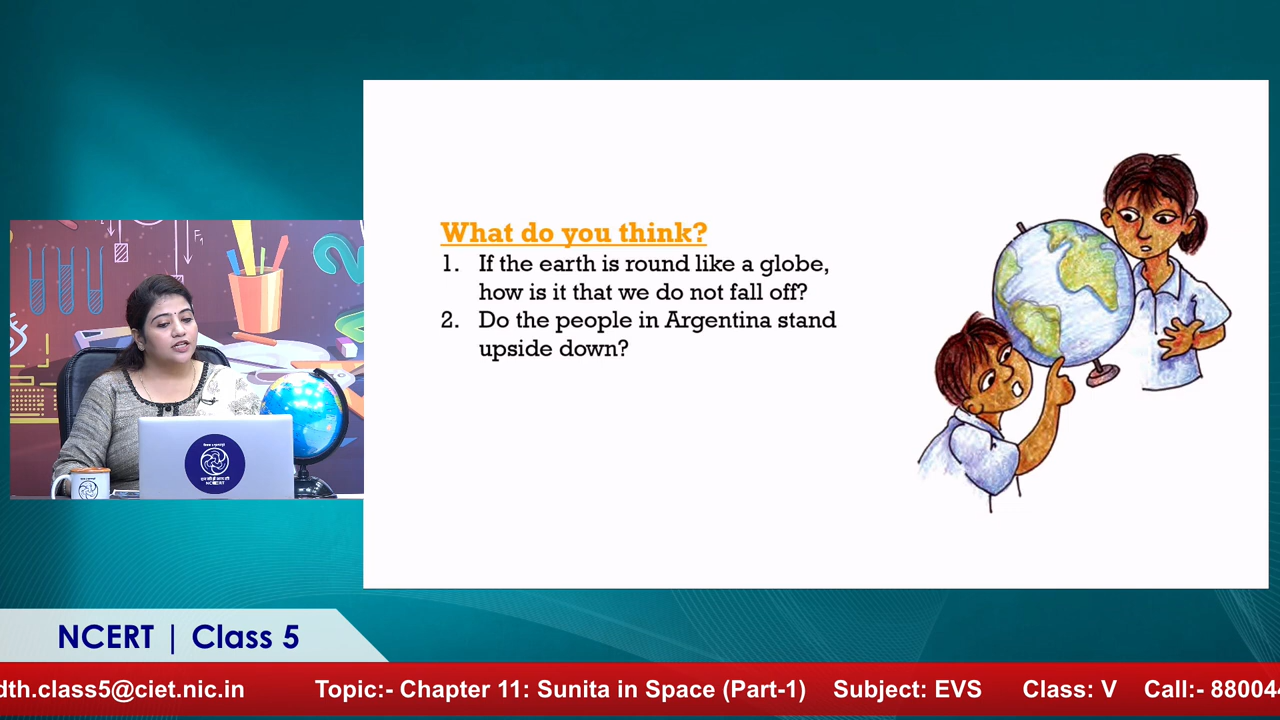 What do you think?
1. If the earth is round like a globe,
how is it that we do not fall off?
2. Do the people in Argentina stand
upside down?
F₁
NCERT
NCERT | Class 5
dth.class5@ciet.nic.in Topic:- Chapter 11: Sunita in Space (Part-1) Subject: EVS Class: V Call:- 88004